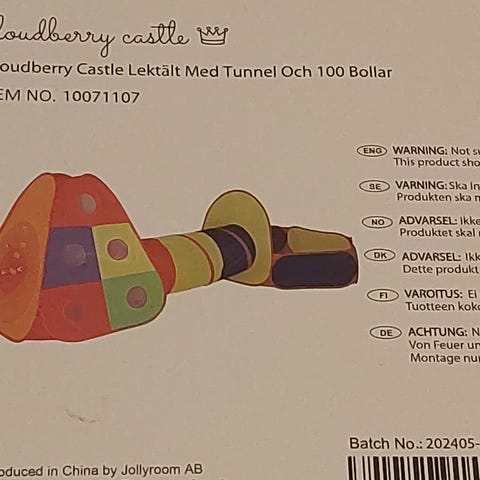 loudberry castle
oudberry Castle Lektält Med Tunnel Och 100 Bollar
EM NO. 10071107
ENG WARNING: Not su
This product sho
SE VARNING: Ska in
Produkten ska m
NO ADVARSEL: Ikke
Produktet skal
DK ADVARSEL: Ikk
Dette produkt
FI VAROITUS: Ei
Tuotteen koko
DE ACHTUNG: N
Von Feuer un
Montage nur
Batch No.: 202405-
oduced in China by Jollyroom AB